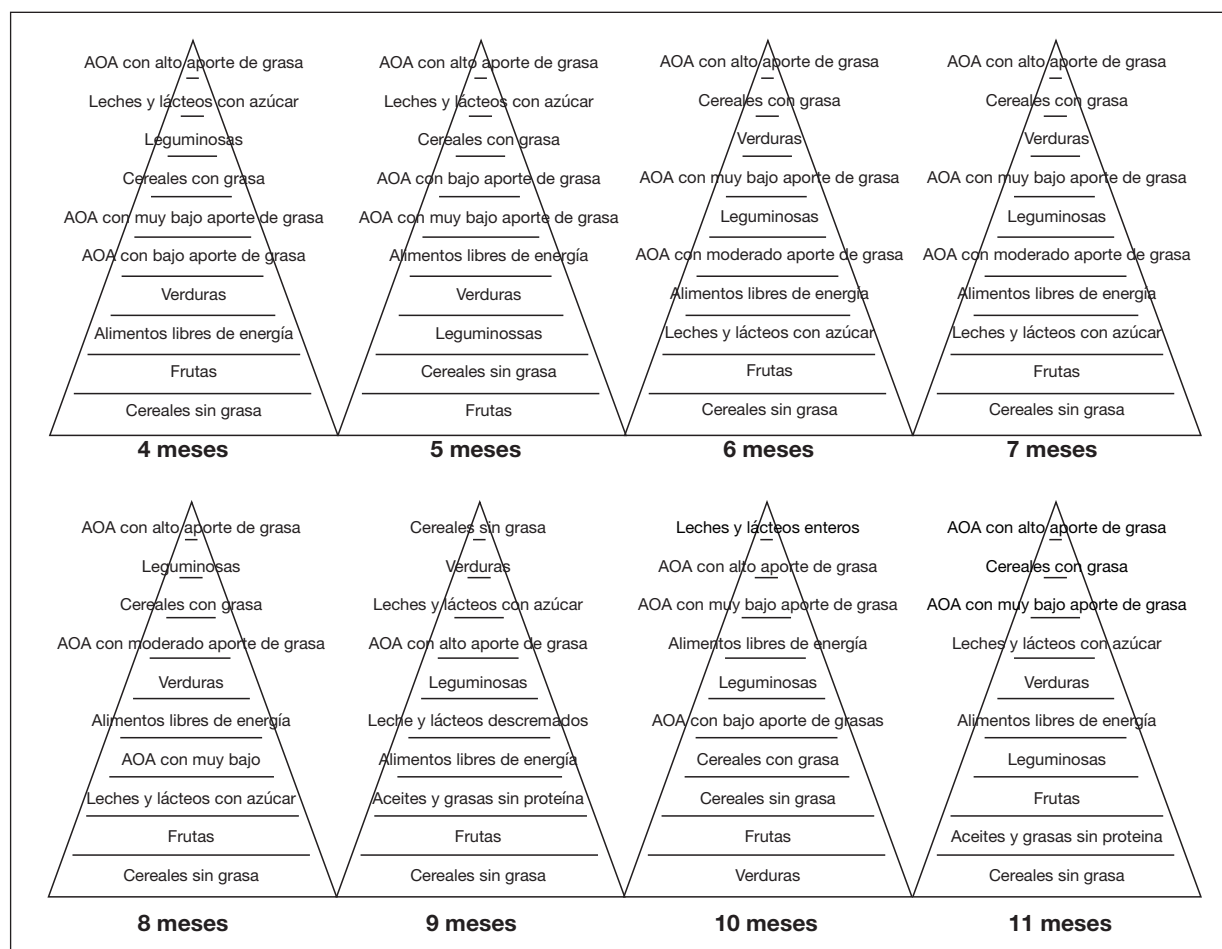 AOA con alto aporte de grasa
Leches y lácteos con azúcar
Leguminosas
Cereales con grasa
AOA con muy bajo aporte de grasa
AOA con bajo aporte de grasa
Verduras
Alimentos libres de energía
Frutas
Cereales sin grasa
4 meses
AOA con alto aporte de grasa
Leches y lácteos con azúcar
Cereales con grasa
AOA con bajo aporte de grasa
AOA con muy bajo aporte de grasa
Alimentos libres de energía
Verduras
Leguminossas
Cereales sin grasa
Frutas
5 meses
AOA con alto aporte de grasa
Cereales con grasa
Verduras
AOA con muy bajo aporte de grasa
Leguminosas
AOA con moderado aporte de grasa
Alimentos libres de energía
Leches y lácteos con azúcar
Frutas
Cereales sin grasa
6 meses
AOA con alto aporte de grasa
Cereales con grasa
Verduras
AOA con muy bajo aporte de grasa
Leguminosas
AOA con moderado aporte de grasa
Alimentos libres de energía
Leches y lácteos con azúcar
Frutas
Cereales sin grasa
7 meses
AOA con alto aporte de grasa
Leguminosas
Cereales con grasa
AOA con moderado aporte de grasa
Verduras
Alimentos libres de energía
AOA con muy bajo
Leches y lácteos con azúcar
Frutas
Cereales sin grasa
8 meses
Cereales sin grasa
Verduras
Leches y lácteos con azúcar
AOA con alto aporte de grasa
Leguminosas
Leche y lácteos descremados
Alimentos libres de energía
Aceites y grasas sin proteína
Frutas
Cereales sin grasa
9 meses
Leches y lácteos enteros
AOA con alto aporte de grasa
AOA con muy bajo aporte de grasa
Alimentos libres de energía
Leguminosas
AOA con bajo aporte de grasas
Cereales con grasa
Cereales sin grasa
Frutas
Verduras
10 meses
AOA con alto aporte de grasa
Cereales con grasa
AOA con muy bajo aporte de grasa
Leches y lácteos con azúcar
Verduras
Alimentos libres de energía
Leguminosas
Frutas
Aceites y grasas sin proteina
Cereales sin grasa
11 meses